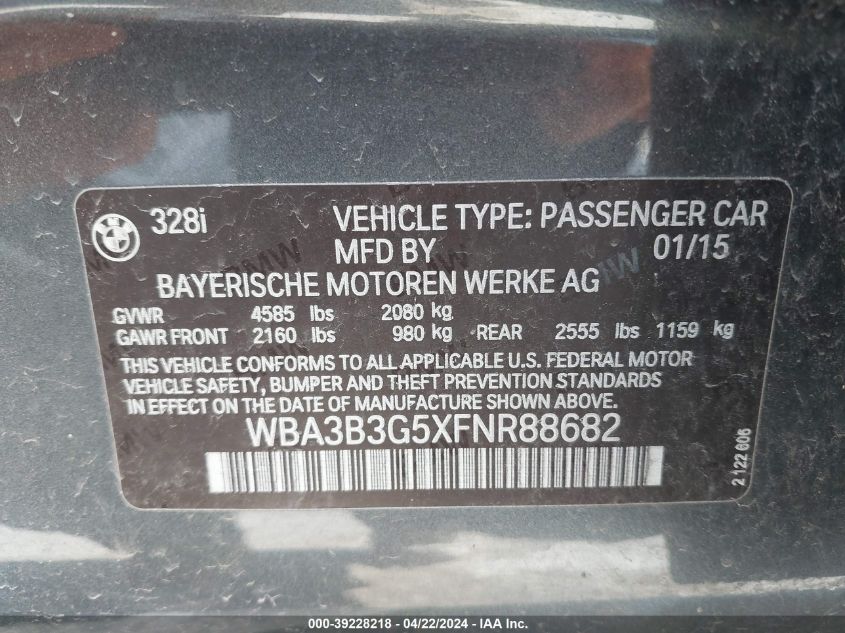 328i VEHICLE TYPE: PASSENGER CAR
MFD BY 01/15
BAYERISCHE MOTOREN WERKE AG
GVWR 4585 lbs 2080 kg
GAWR FRONT 2160 lbs 980 kg REAR 2555 lbs 1159 kg
THIS VEHICLE CONFORMS TO ALL APPLICABLE U.S. FEDERAL MOTOR
VEHICLE SAFETY, BUMPER AND THEFT PREVENTION STANDARDS
IN EFFECT ON THE DATE OF MANUFACTURE SHOWN ABOVE.
WBA3B3G5XFNR88682
2 122 606
000-39228218 - 04/22/2024 - IAA Inc.